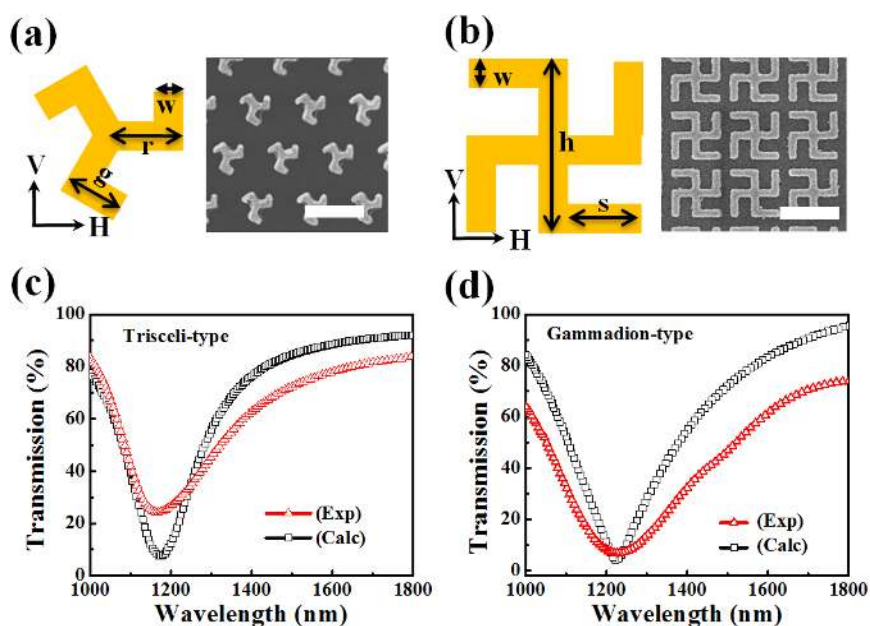 (a)
w
r
g
V
H
(b)
w
h
s
V
H
(c)
100
80
60
40
20
0
Transmission (%)
Trisceli-type
(Exp)
(Calc)
1000 1200 1400 1600 1800
Wavelength (nm)
(d)
100
80
60
40
20
0
Transmission (%)
Gammadion-type
(Exp)
(Calc)
1000 1200 1400 1600 1800
Wavelength (nm)